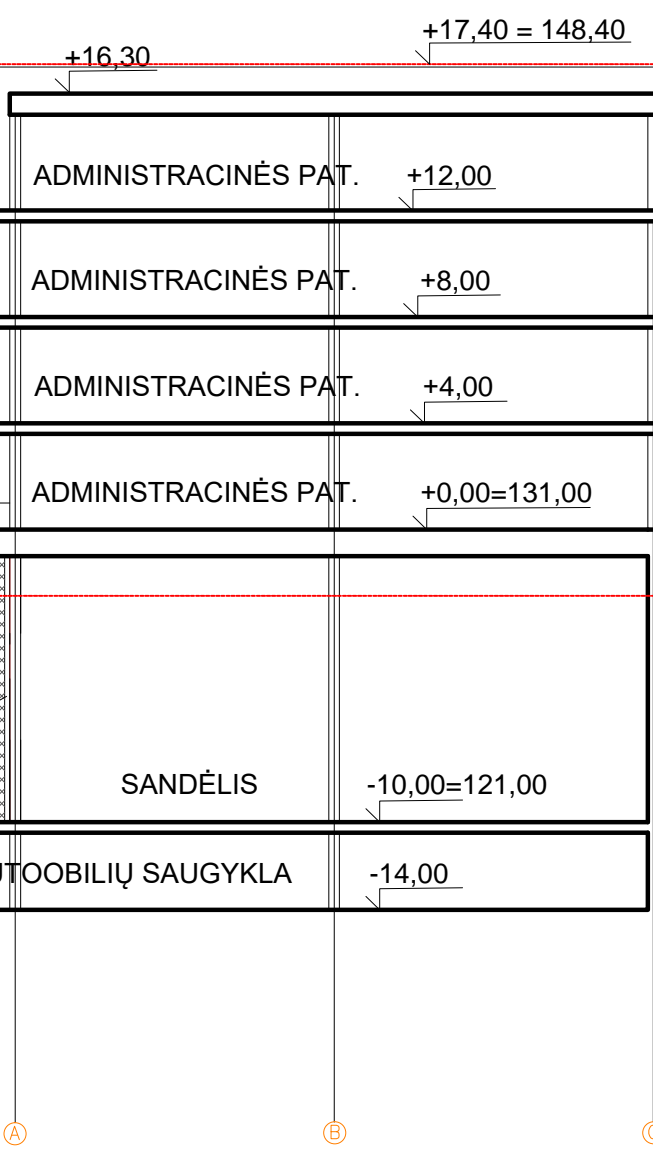 +17,40 = 148,40
+16,30
ADMINISTRACINĖS PAT. +12,00
ADMINISTRACINĖS PAT. +8,00
ADMINISTRACINĖS PAT. +4,00
ADMINISTRACINĖS PAT. +0,00=131,00
SANDĖLIS -10,00=121,00
UTOOBILIŲ SAUGYKLA -14,00
A B C